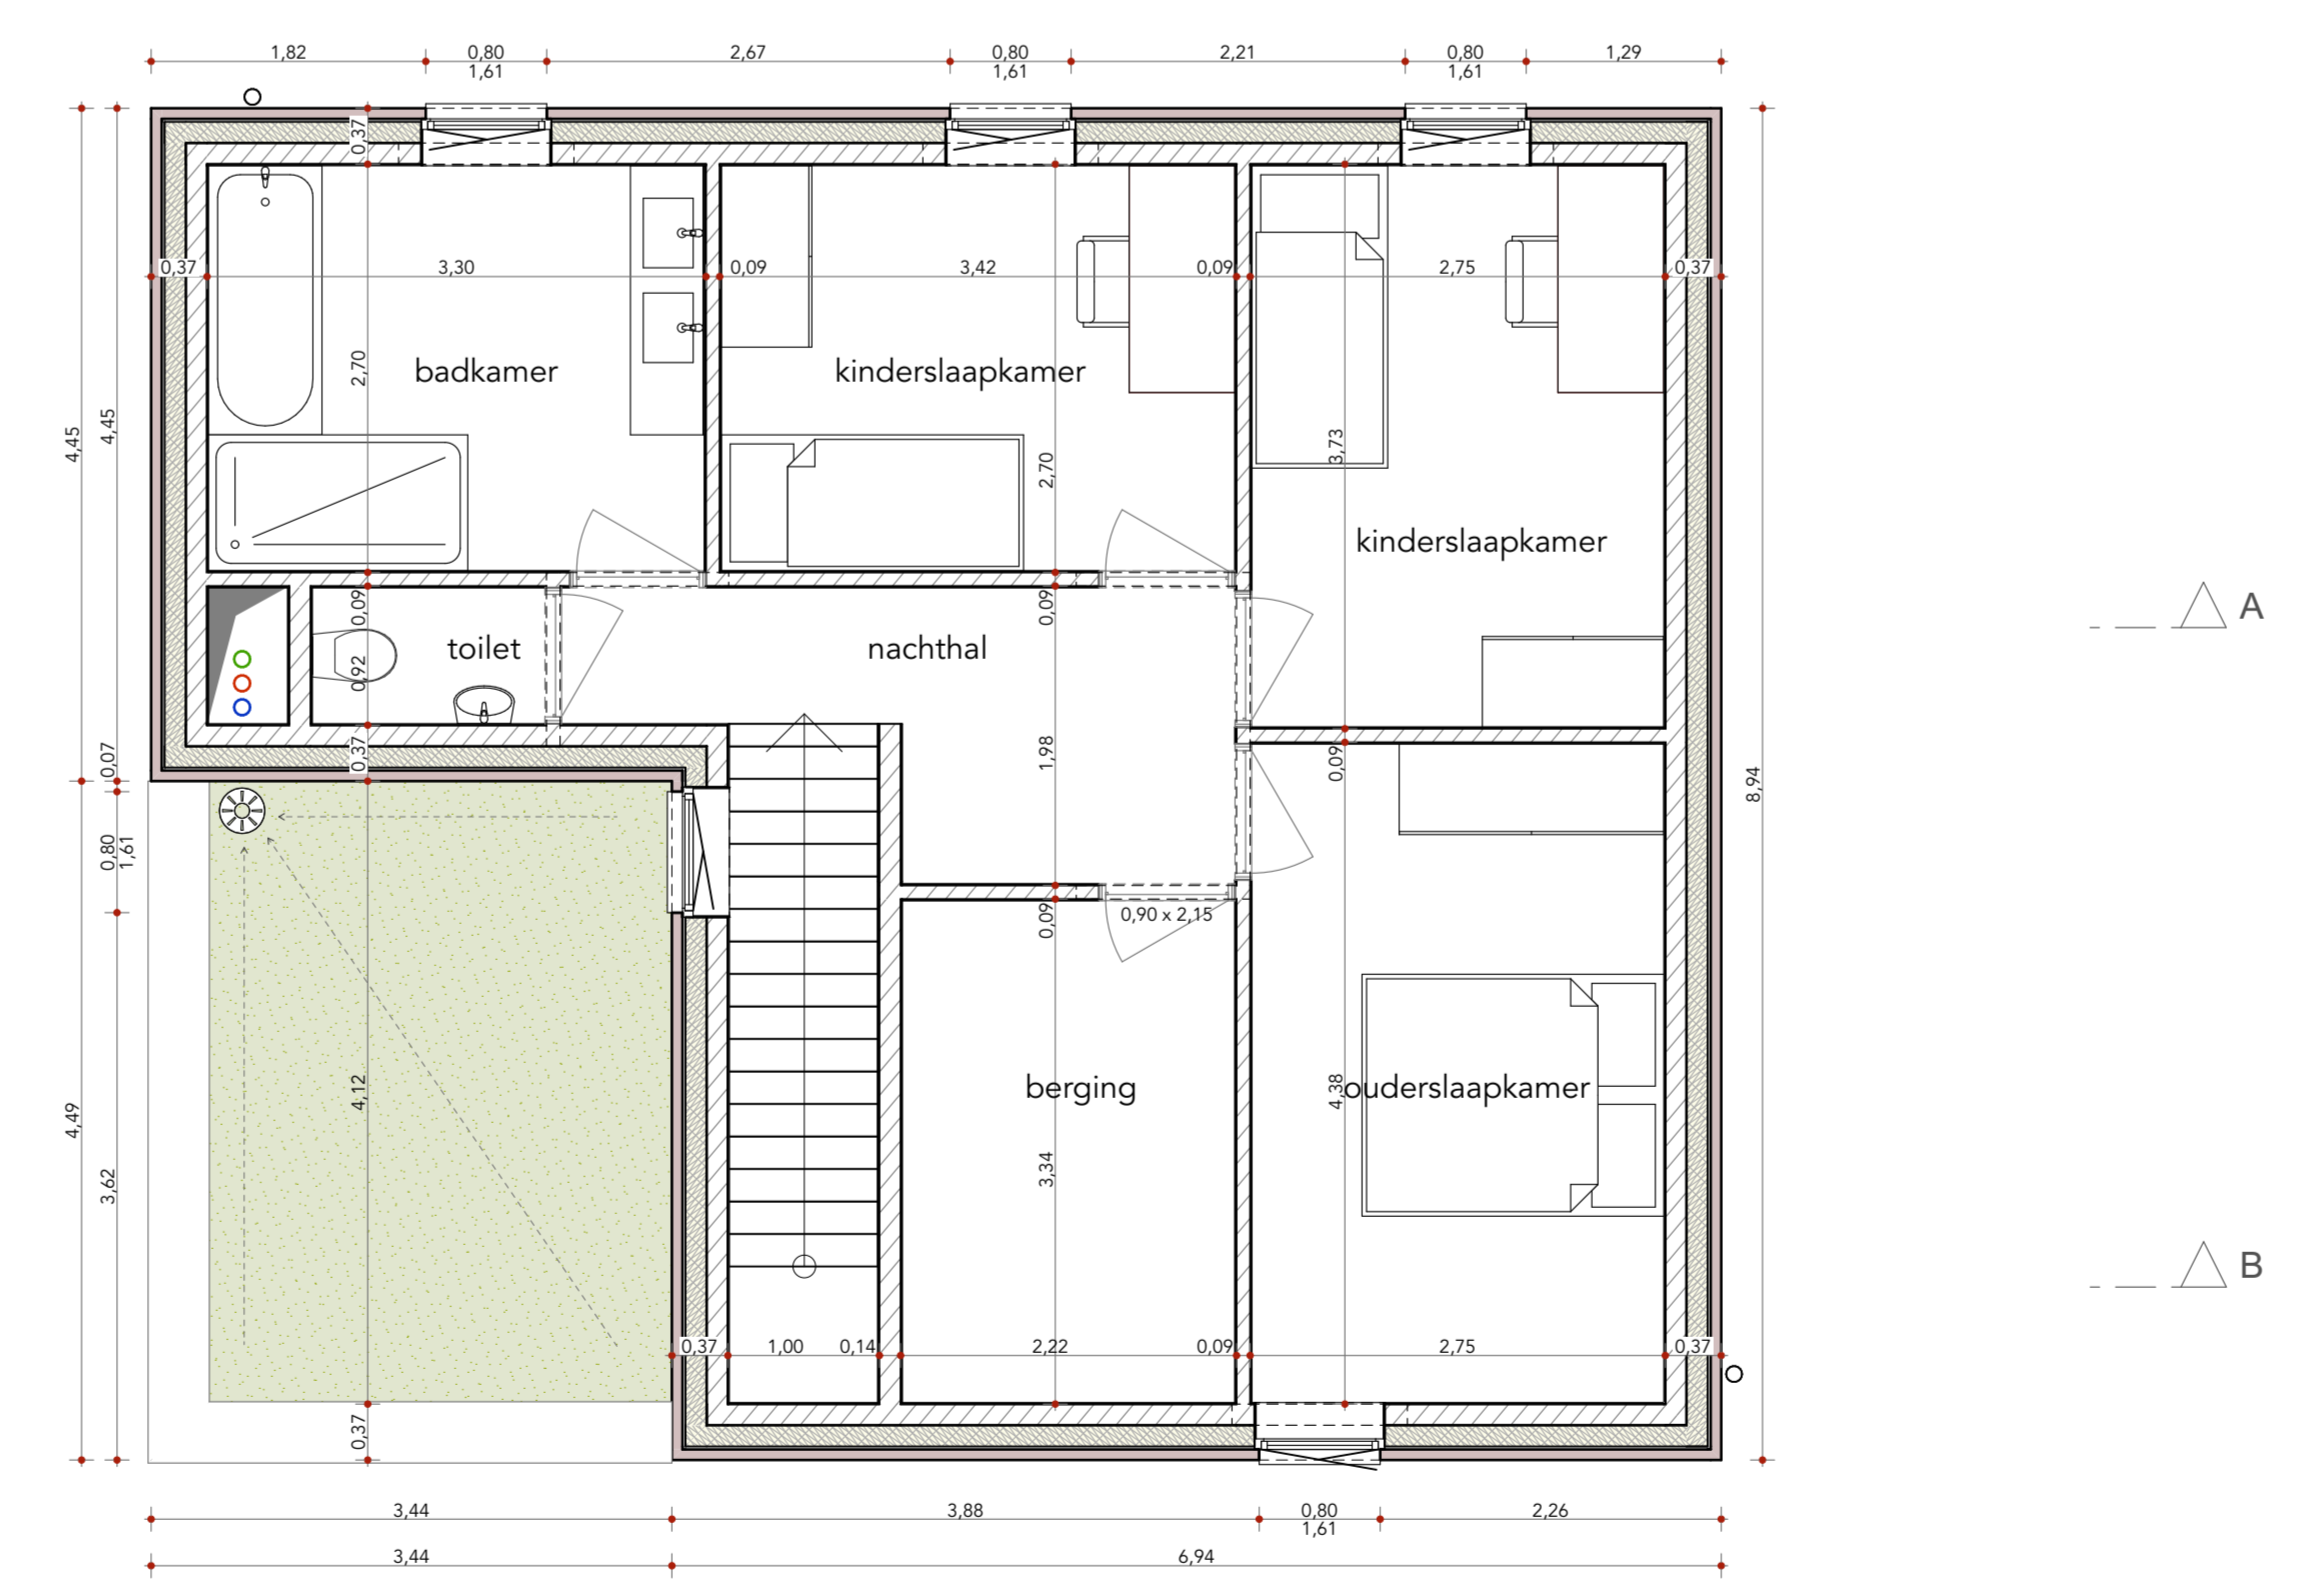 1,82 0,80 2,67 0,80 2,21 0,80 1,29
1,61 1,61 1,61
0,37
0,37 3,30 0,09 3,42 0,09 2,75 0,37
2,70
badkamer
kinderslaapkamer
4,45
4,45
3,73
2,70
kinderslaapkamer
0,09
0,09
A
toilet
nachthal
0,92
0,37
0,07
1,98
0,09
8,94
0,80
1,61
0,09
0,90 x 2,15
berging
4,38
ouderslaapkamer
4,12
4,49
3,62
3,34
B
0,37 1,00 0,14 2,22 0,09 2,75 0,37
0,37
3,44 3,88 0,80 2,26
1,61
3,44 6,94